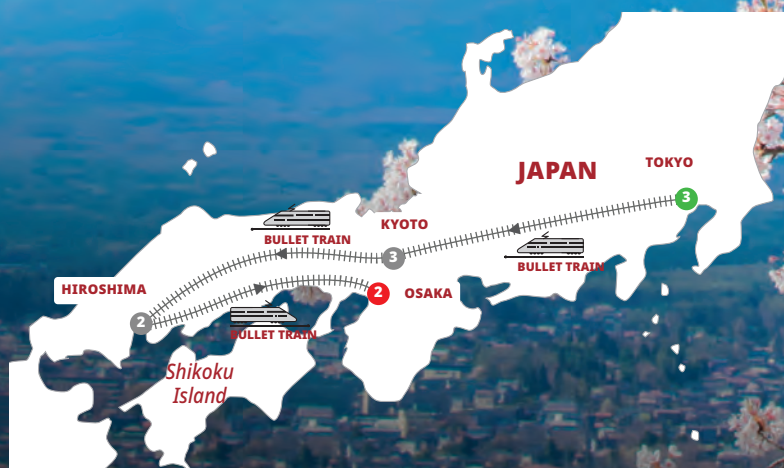 JAPAN
TOKYO
3
KYOTO
BULLET TRAIN
3
BULLET TRAIN
HIROSHIMA
2
OSAKA
2
BULLET TRAIN
Shikoku
Island